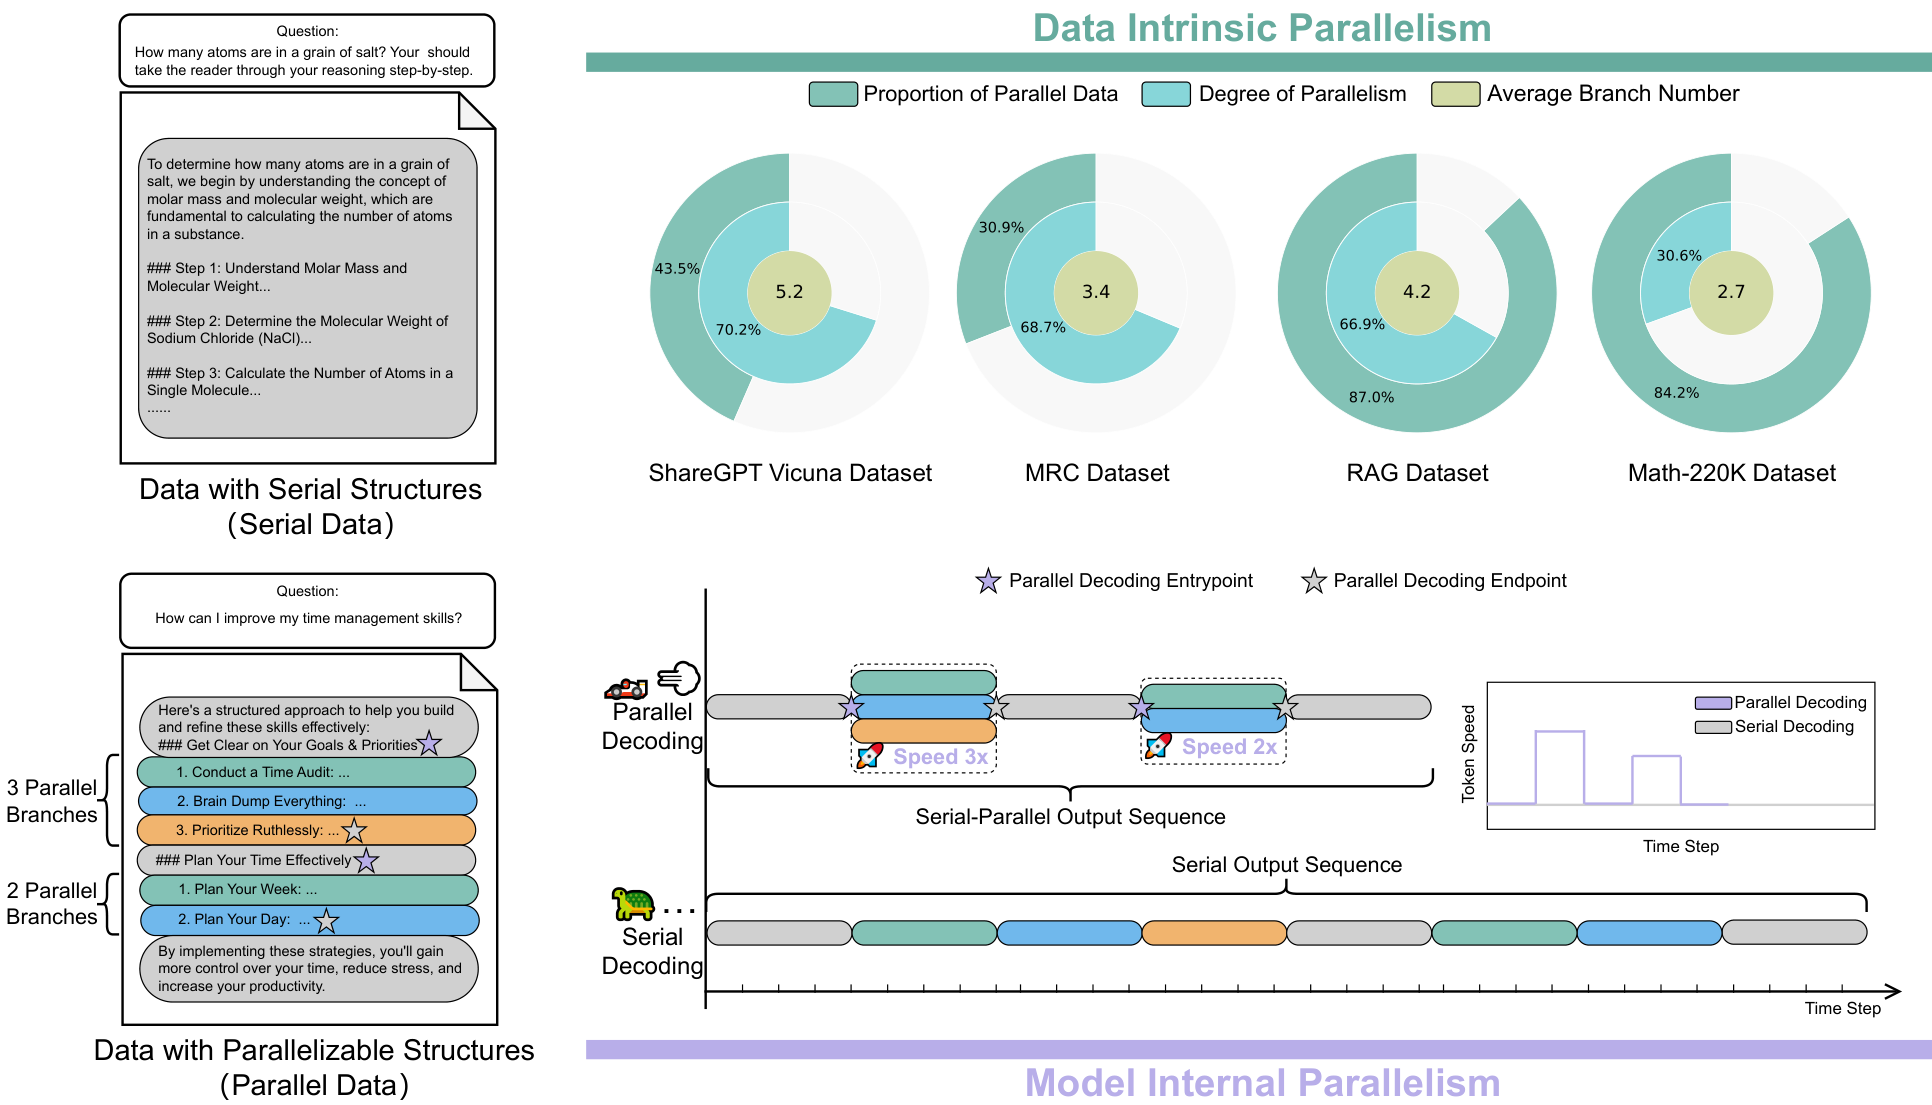 Question:
How many atoms are in a grain of salt? Your should
take the reader through your reasoning step-by-step.
To determine how many atoms are in a grain of
salt, we begin by understanding the concept of
molar mass and molecular weight, which are
fundamental to calculating the number of atoms
in a substance.
### Step 1: Understand Molar Mass and
Molecular Weight...
### Step 2: Determine the Molecular Weight of
Sodium Chloride (NaCl)...
### Step 3: Calculate the Number of Atoms in a
Single Molecule...
......
Data with Serial Structures
(Serial Data)
Data Intrinsic Parallelism
Proportion of Parallel Data
Degree of Parallelism
Average Branch Number
43.5%
70.2%
5.2
ShareGPT Vicuna Dataset
30.9%
68.7%
3.4
MRC Dataset
87.0%
66.9%
4.2
RAG Dataset
84.2%
30.6%
2.7
Math-220K Dataset
Question:
How can I improve my time management skills?
Here's a structured approach to help you build
and refine these skills effectively:
### Get Clear on Your Goals & Priorities
3 Parallel
Branches
1. Conduct a Time Audit: ...
2. Brain Dump Everything: ...
3. Prioritize Ruthlessly: ...
### Plan Your Time Effectively
2 Parallel
Branches
1. Plan Your Week: ...
2. Plan Your Day: ...
By implementing these strategies, you'll gain
more control over your time, reduce stress, and
increase your productivity.
Data with Parallelizable Structures
(Parallel Data)
Parallel Decoding Entrypoint
Parallel Decoding Endpoint
Parallel
Decoding
Speed 3x
Speed 2x
Serial-Parallel Output Sequence
Token Speed
Parallel Decoding
Serial Decoding
Time Step
Serial Output Sequence
...
Serial
Decoding
Time Step
Model Internal Parallelism